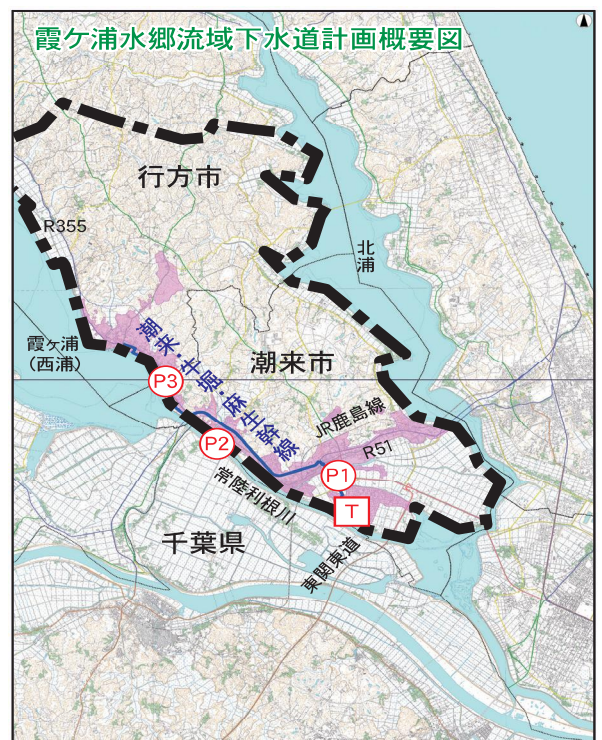 霞ケ浦水郷流域下水道計画概要図
行方市
R355
北浦
霞ヶ浦
(西浦)
潮来・牛堀・麻生幹線
潮来市
P3
JR鹿島線
P2
R51
P1
常陸利根川
T
千葉県
東関東道